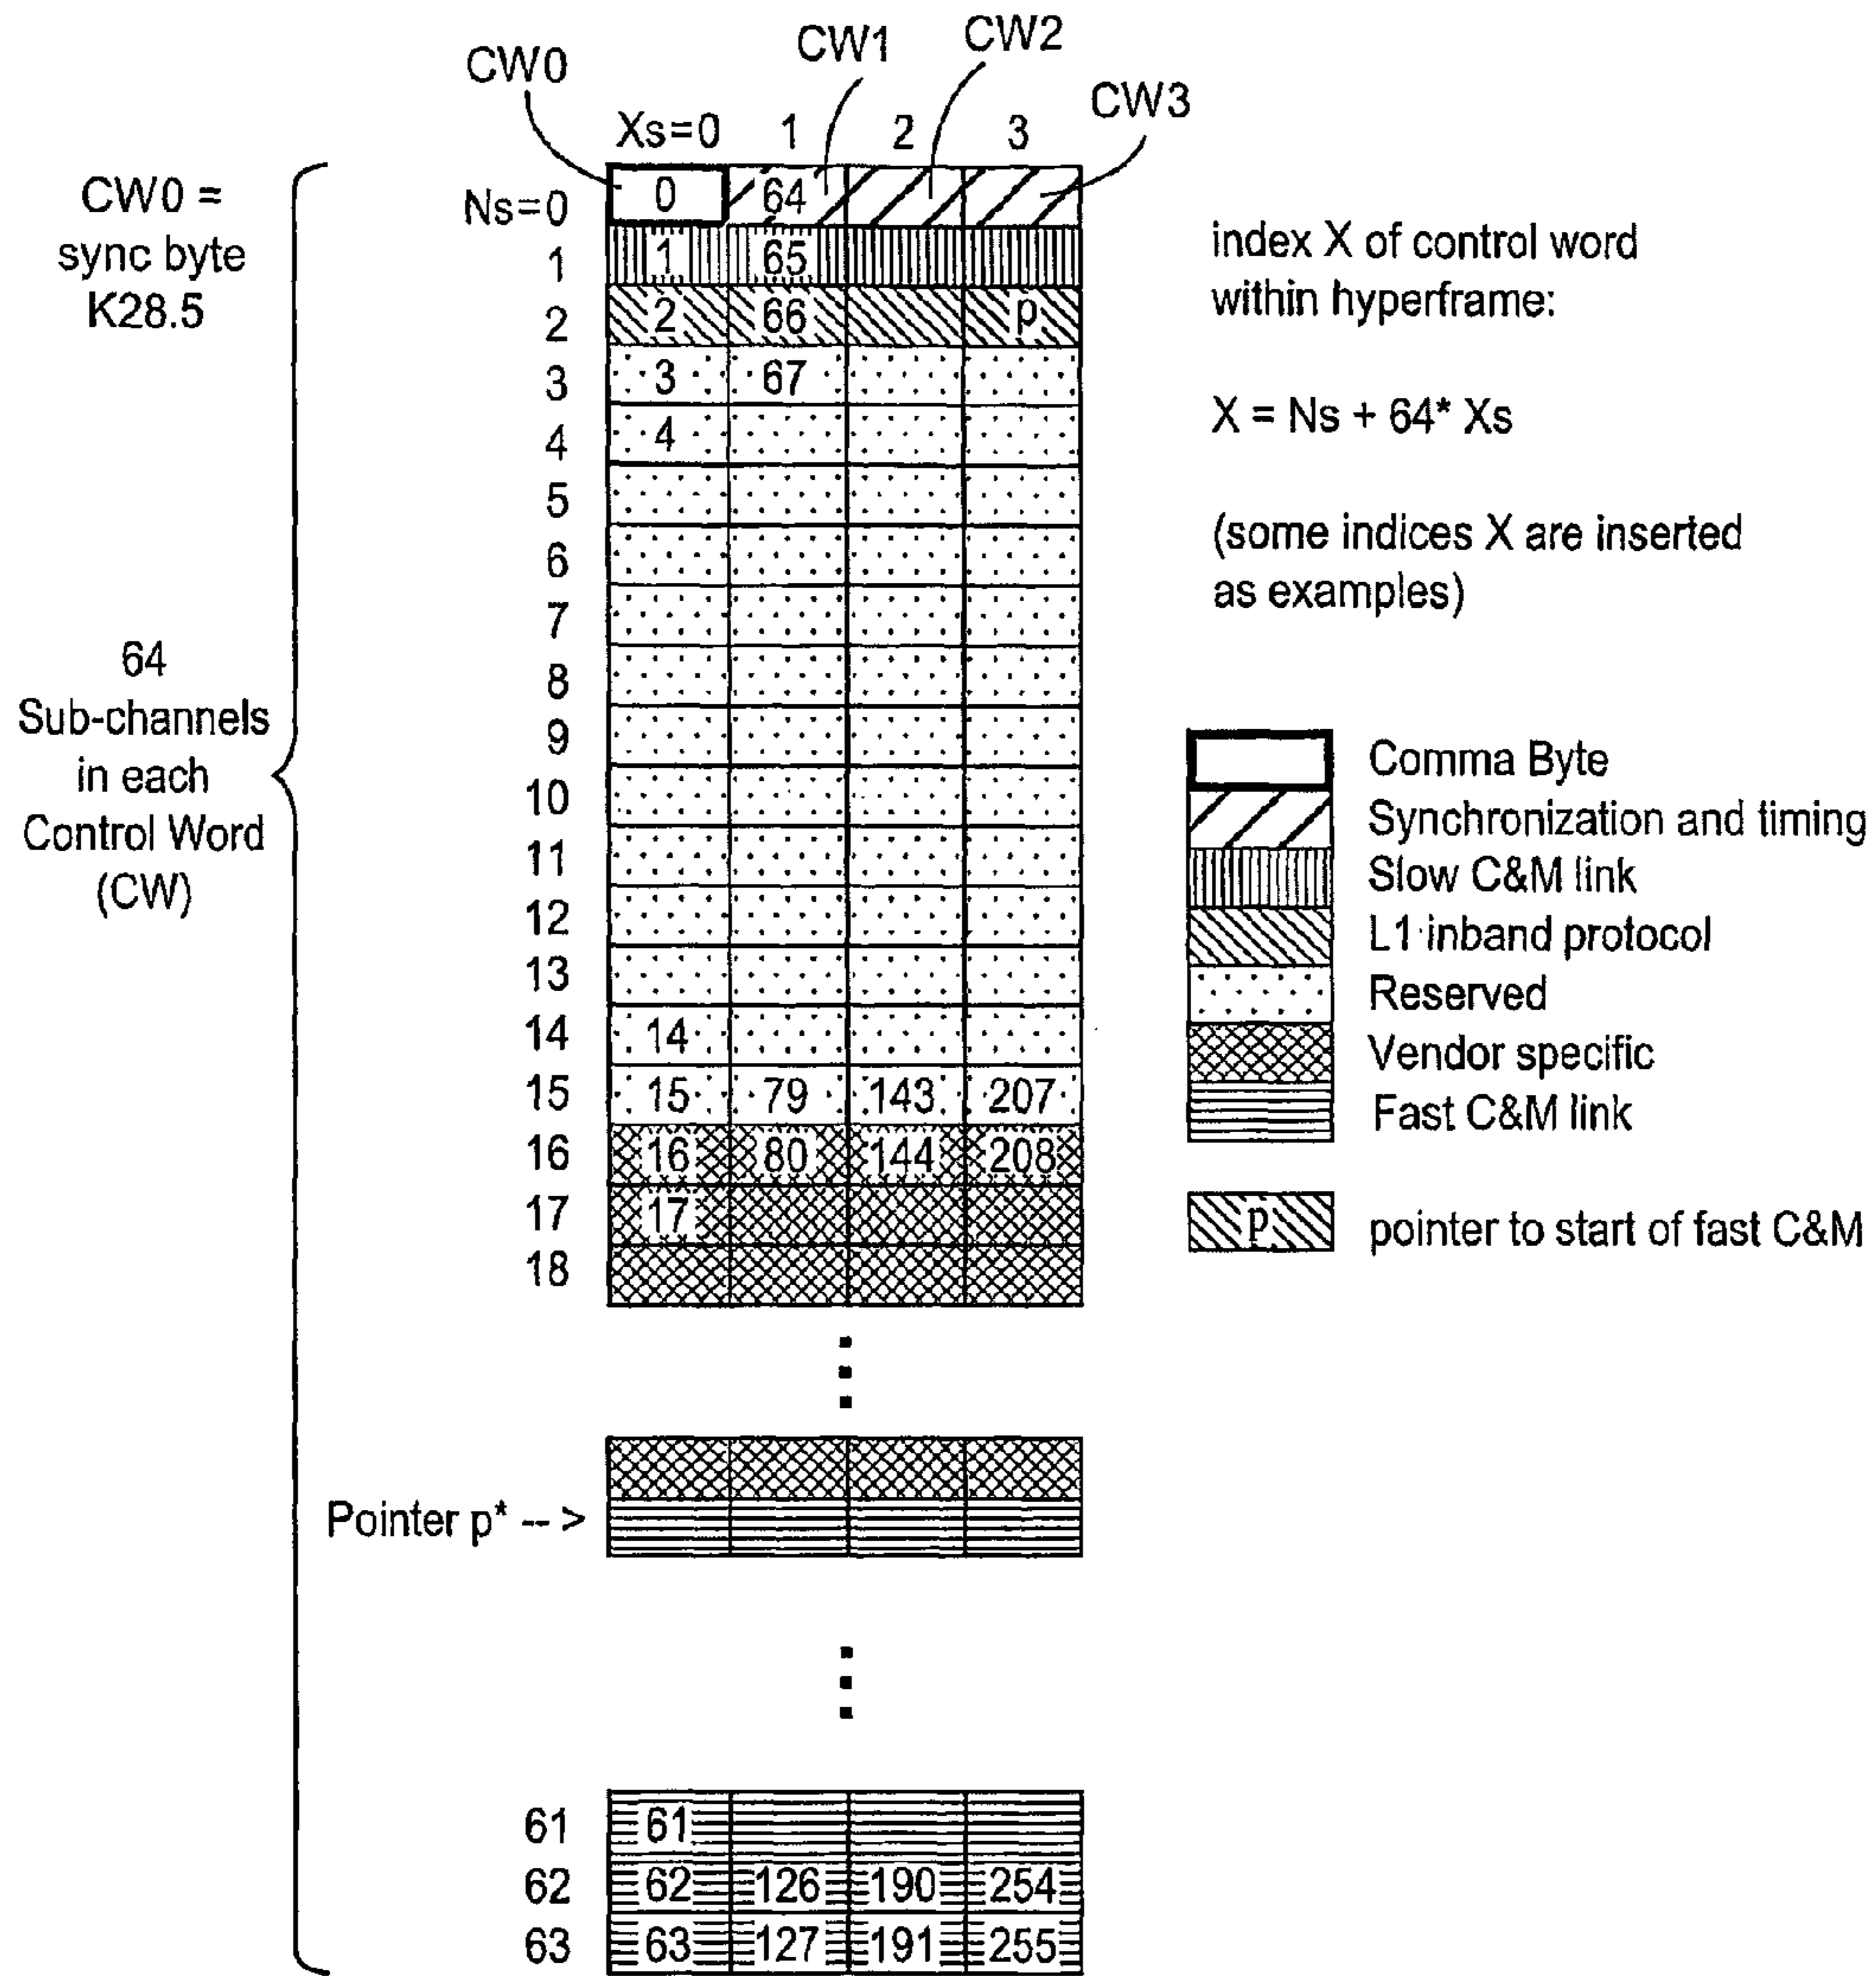 CW0
CW1
CW2
CW3
Xs=0 1 2 3
CW0 =
sync byte
K28.5
64
Sub-channels
in each
Control Word
(CW)
Ns=0 0 64
1 1 65
2 2 66 p
3 3 67
4 4
5
6
7
8
9
10
11
12
13
14 14
15 15 79 143 207
16 16 80 144 208
17 17
18
Pointer p* -- >
61 61
62 62 126 190 254
63 63 127 191 255
index X of control word
within hyperframe:
X = Ns + 64* Xs
(some indices X are inserted
as examples)
Comma Byte
Synchronization and timing
Slow C&M link
L1 inband protocol
Reserved
Vendor specific
Fast C&M link
p pointer to start of fast C&M